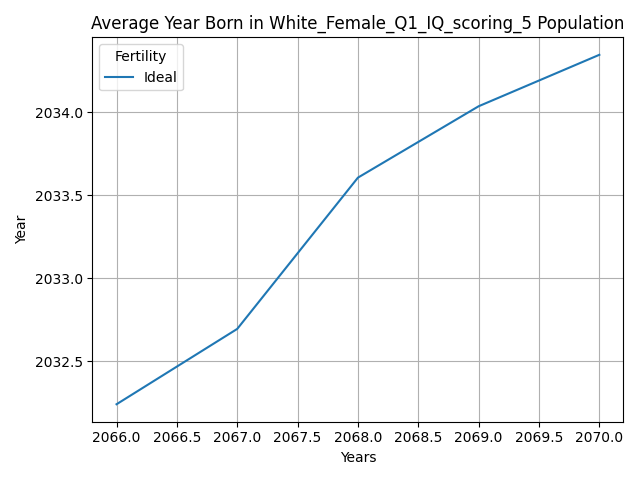 Average Year Born in White_Female_Q1_IQ_scoring_5 Population
Fertility
Ideal
2034.0
2033.5
2033.0
2032.5
Year
2066.0 2066.5 2067.0 2067.5 2068.0 2068.5 2069.0 2069.5 2070.0
Years